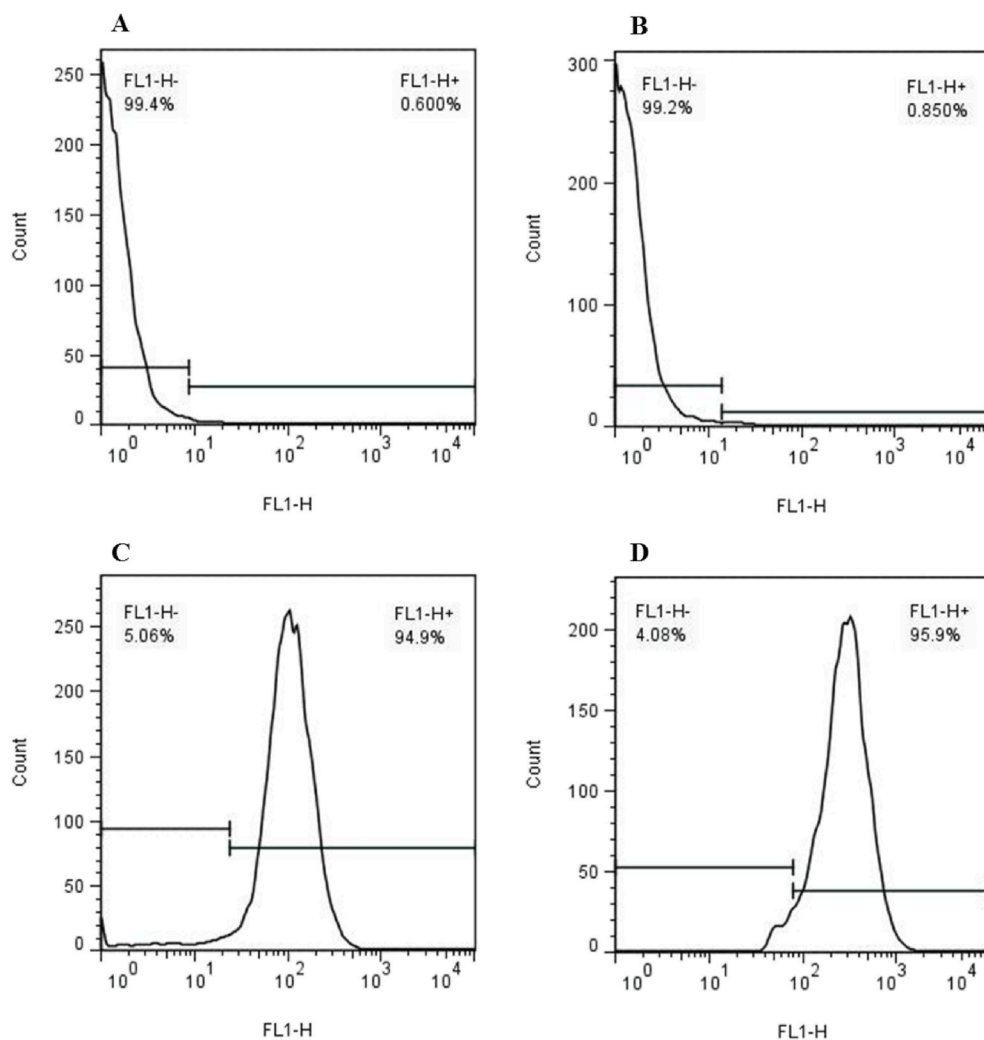 A
FL1-H-
99.4%
FL1-H+
0.600%
250
200
150
100
50
0
Count
10^0 10^1 10^2 10^3 10^4
FL1-H
B
FL1-H-
99.2%
FL1-H+
0.850%
300
200
100
0
Count
10^0 10^1 10^2 10^3 10^4
FL1-H
C
FL1-H-
5.06%
FL1-H+
94.9%
250
200
150
100
50
0
Count
10^0 10^1 10^2 10^3 10^4
FL1-H
D
FL1-H-
4.08%
FL1-H+
95.9%
200
150
100
50
0
Count
10^0 10^1 10^2 10^3 10^4
FL1-H